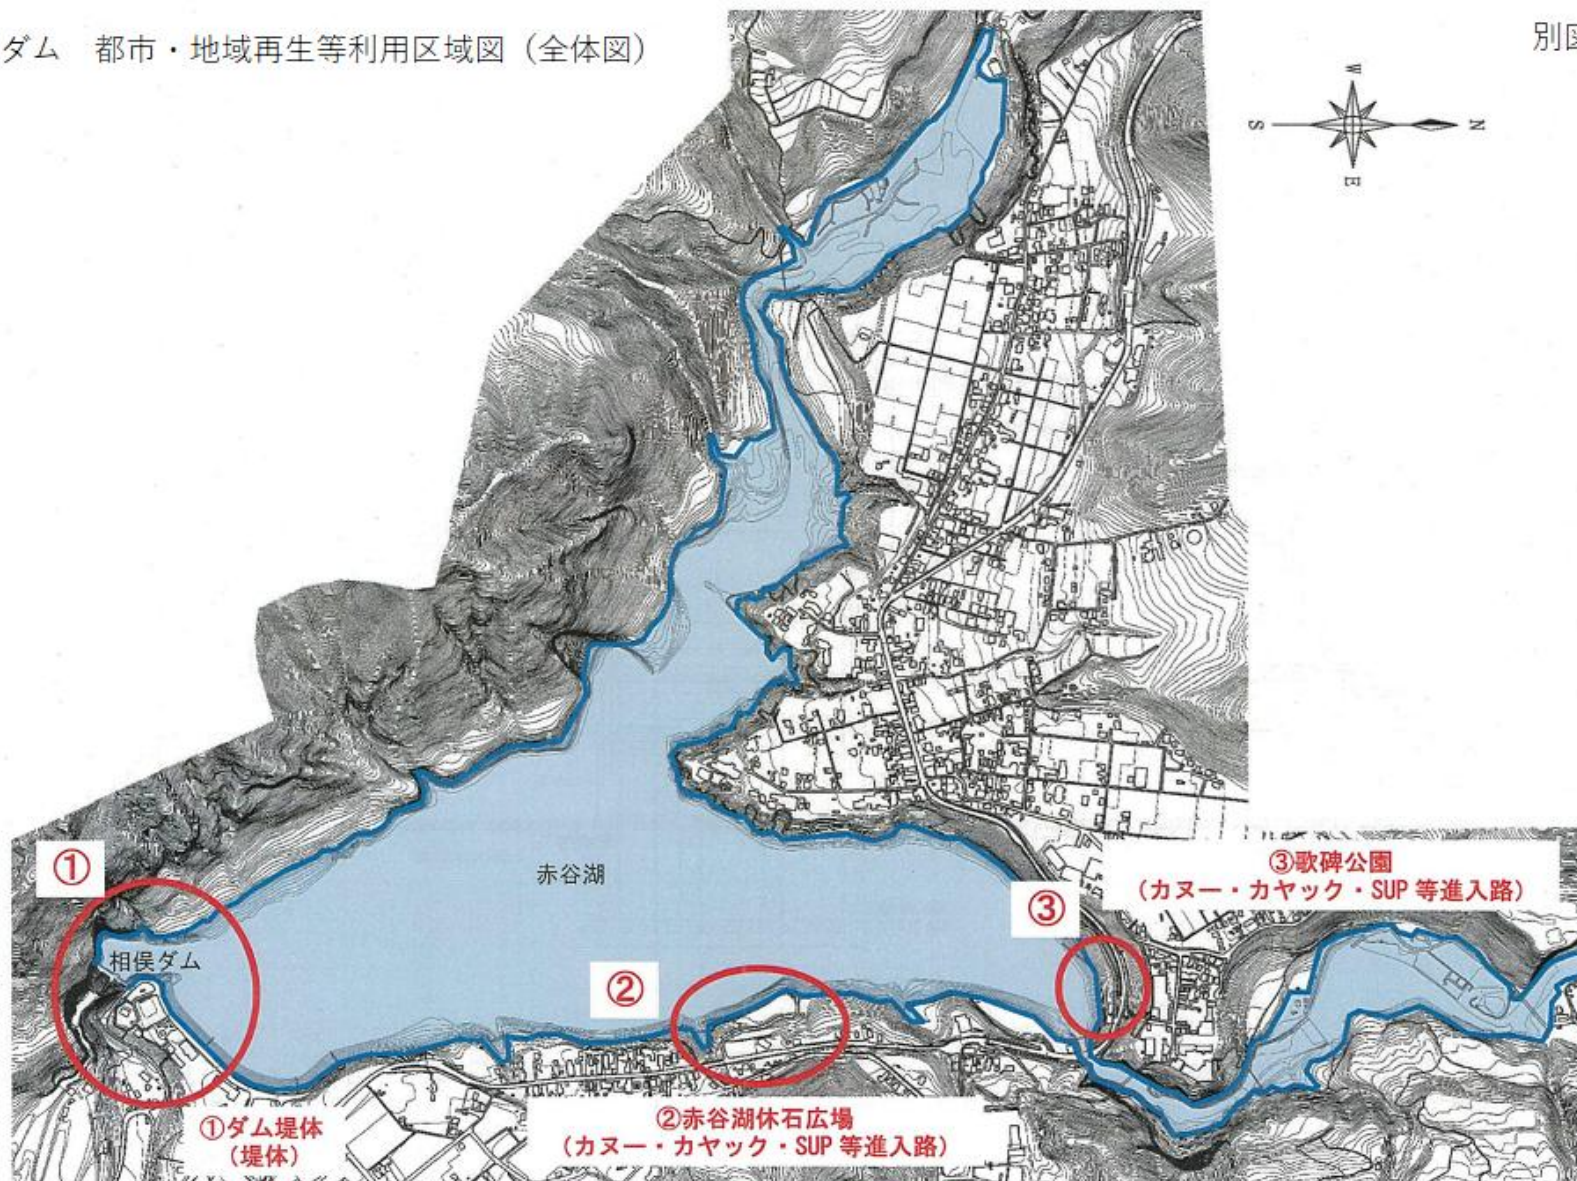 ダム 都市・地域再生等利用区域図（全体図）
別図
W
S
N
E
赤谷湖
①
相俣ダム
②
③
③歌碑公園
（カヌー・カヤック・SUP 等進入路）
①ダム堤体
（堤体）
②赤谷湖休石広場
（カヌー・カヤック・SUP 等進入路）